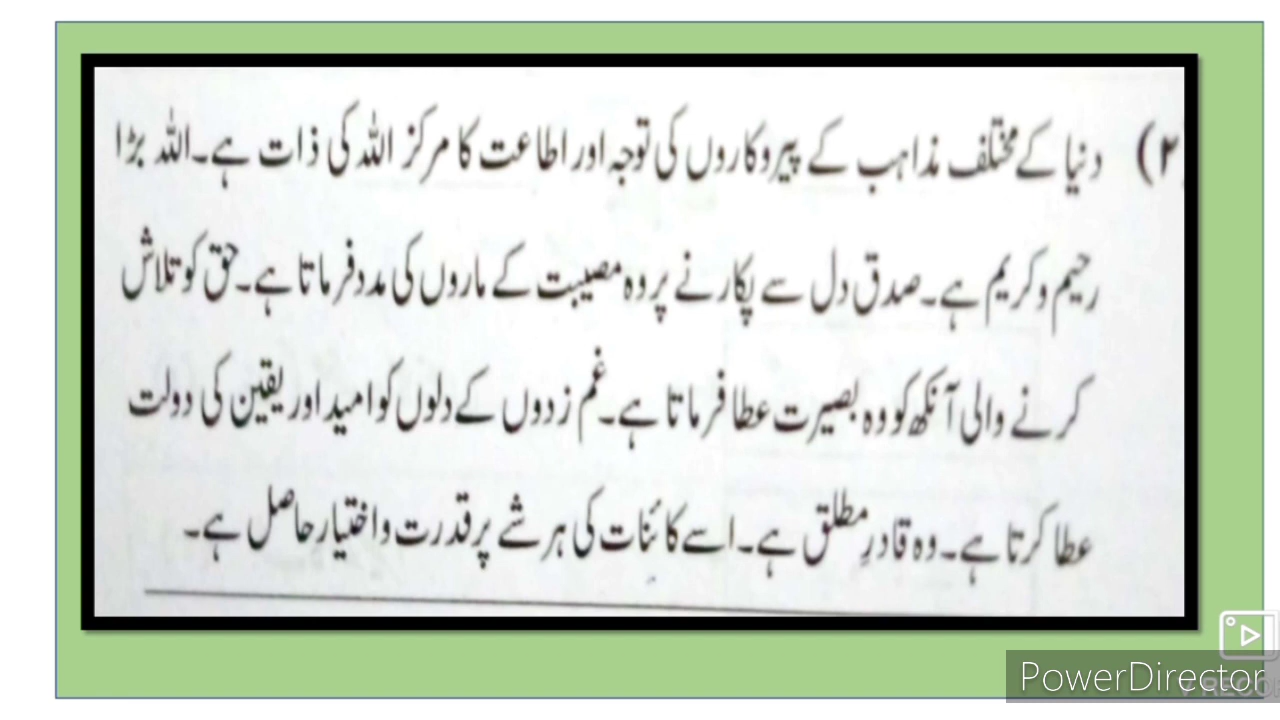 ۲) دنیا کے مختلف مذاہب کے پیروکاروں کی توجہ اور اطاعت کا مرکز اللہ کی ذات ہے۔اللہ بڑا
رحیم و کریم ہے۔صدق دل سے پکارنے پر وہ مصیبت کے ماروں کی مدد فرماتا ہے۔حق کو تلاش
کرنے والی آنکھ کو وہ بصیرت عطا فرماتا ہے۔غم زدوں کے دلوں کو امید اور یقین کی دولت
عطا کرتا ہے۔وہ قادرِ مطلق ہے۔اسے کائنات کی ہر شے پر قدرت و اختیار حاصل ہے۔
PowerDirector